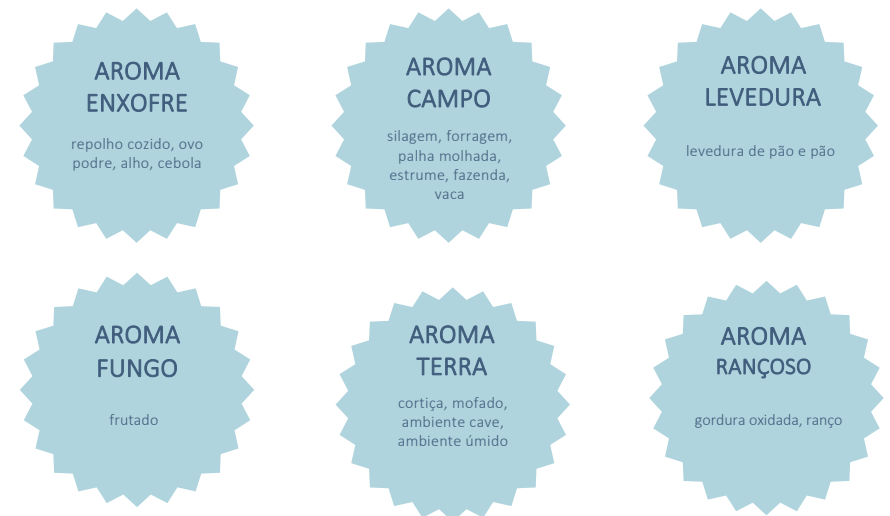 AROMA
ENXOFRE
repolho cozido, ovo
podre, alho, cebola
AROMA
CAMPO
silagem, forragem,
palha molhada,
estrume, fazenda,
vaca
AROMA
LEVEDURA
levedura de pão e pão
AROMA
FUNGO
frutado
AROMA
TERRA
cortiça, mofado,
ambiente cave,
ambiente úmido
AROMA
RANÇOSO
gordura oxidada, ranço